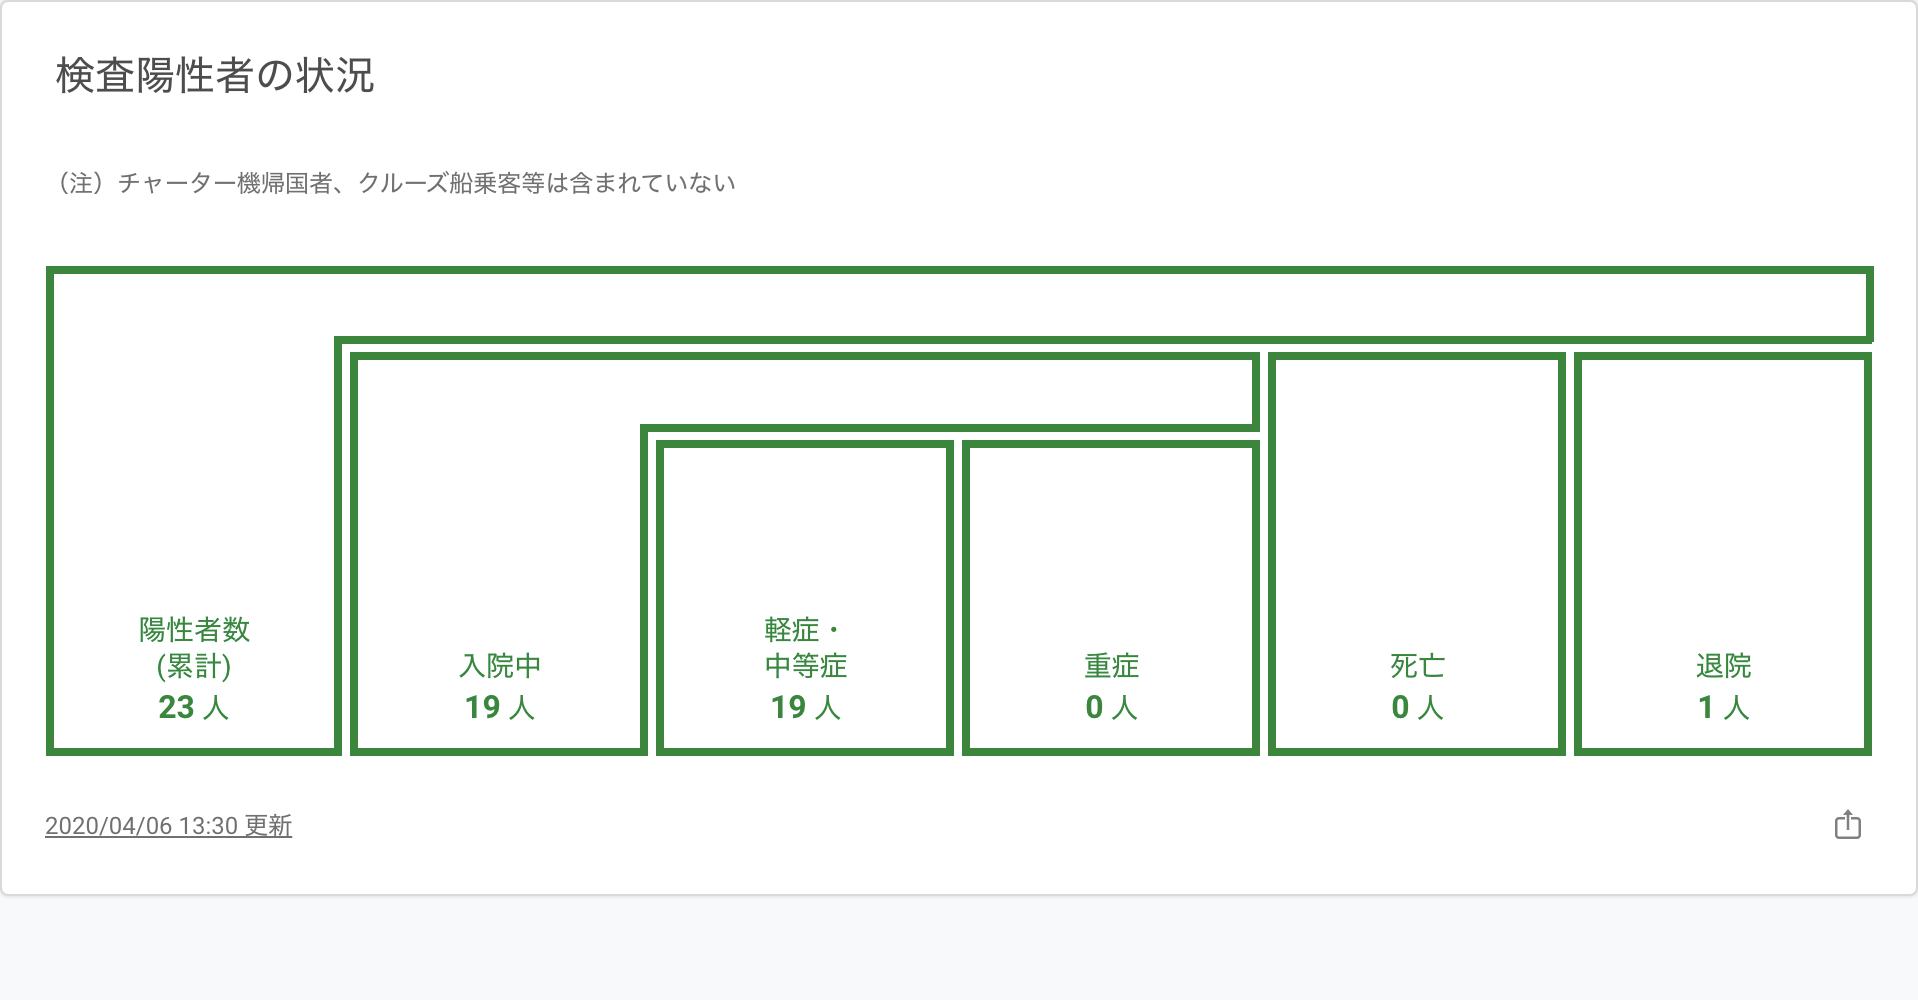 検査陽性者の状況
（注）チャーター機帰国者、クルーズ船乗客等は含まれていない
陽性者数
(累計)
23 人
入院中
19 人
軽症・
中等症
19 人
重症
0 人
死亡
0 人
退院
1 人
2020/04/06 13:30 更新